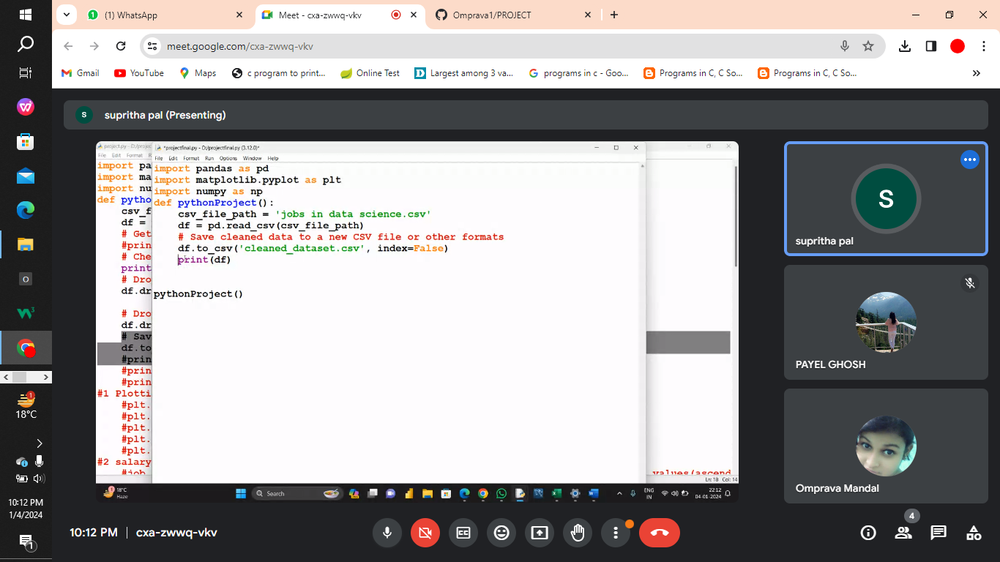 (1) WhatsApp
Meet - cxa-zwwq-vkv
Omprava1/PROJECT
meet.google.com/cxa-zwwq-vkv
Gmail
YouTube
Maps
c program to print...
Online Test
Largest among 3 va...
programs in c - Goo...
Programs in C, C So...
Programs in C, C So...
S
supritha pal (Presenting)
project.py - D:/projec
File Edit Format R
import pa
import ma
import nu
def pytho
csv_f
df =
# Get
#prin
# Che
print
# Dro
df.dr
# Dro
df.dr
# Sav
df.to
#prin
#prin
#prin
#1 Plotti
#plt.
#plt.
#plt.
#plt.
#plt.
#2 salary
#job
values(ascend
Ln: 18 Col: 14
*projectfinal.py - D:/projectfinal.py (3.12.0)*
File Edit Format Run Options Window Help
import pandas as pd
import matplotlib.pyplot as plt
import numpy as np
def pythonProject():
csv_file_path = 'jobs in data science.csv'
df = pd.read_csv(csv_file_path)
# Save cleaned data to a new CSV file or other formats
df.to_csv('cleaned_dataset.csv', index=False)
print(df)
pythonProject()
1
18°C
Haze
Search
ENG
IN
22:12
04-01-2024
S
supritha pal
PAYEL GHOSH
Omprava Mandal
10:12 PM
cxa-zwwq-vkv
CC
4
O
1
18°C
10:12 PM
1/4/2024
1